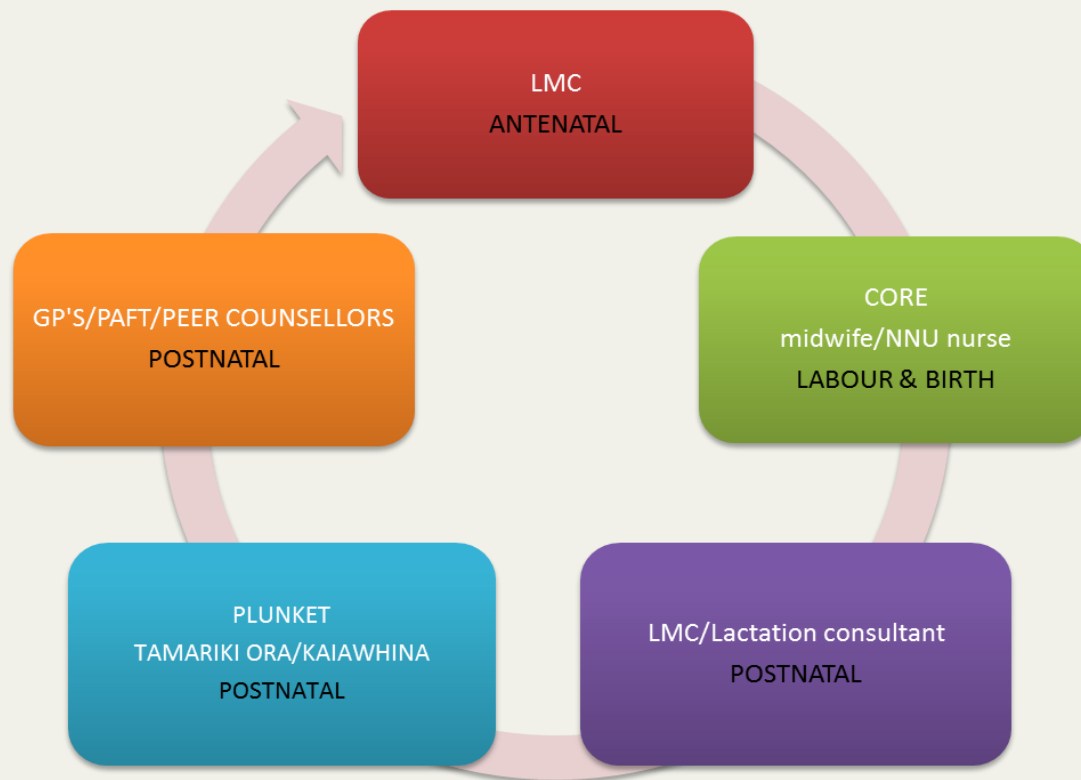 LMC
ANTENATAL
CORE
midwife/NNU nurse
LABOUR & BIRTH
LMC/Lactation consultant
POSTNATAL
PLUNKET
TAMARIKI ORA/KAIAWHINA
POSTNATAL
GP'S/PAFT/PEER COUNSELLORS
POSTNATAL